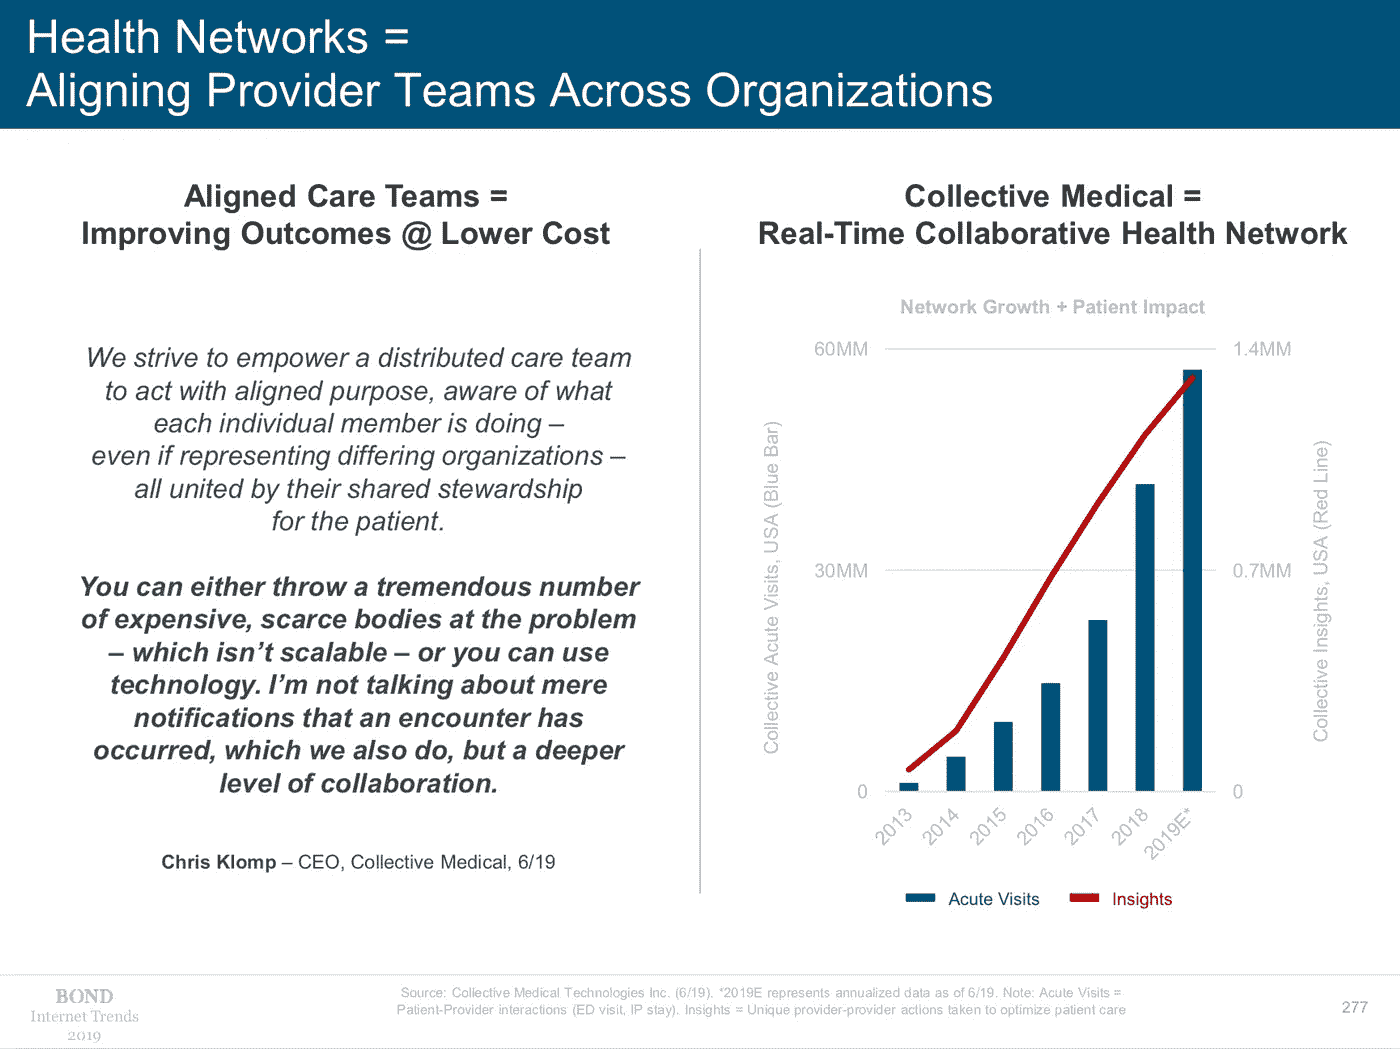 Health Networks =
Aligning Provider Teams Across Organizations
Aligned Care Teams =
Improving Outcomes @ Lower Cost
We strive to empower a distributed care team
to act with aligned purpose, aware of what
each individual member is doing –
even if representing differing organizations –
all united by their shared stewardship
for the patient.
You can either throw a tremendous number
of expensive, scarce bodies at the problem
– which isn't scalable – or you can use
technology. I'm not talking about mere
notifications that an encounter has
occurred, which we also do, but a deeper
level of collaboration.
Chris Klomp – CEO, Collective Medical, 6/19
Collective Medical =
Real-Time Collaborative Health Network
Network Growth + Patient Impact
60MM
30MM
0
Collective Acute Visits, USA (Blue Bar)
1.4MM
0.7MM
0
Collective Insights, USA (Red Line)
2013
2014
2015
2016
2017
2018
2019E*
Acute Visits
Insights
BOND
Internet Trends
2019
Source: Collective Medical Technologies Inc. (6/19). *2019E represents annualized data as of 6/19. Note: Acute Visits =
Patient-Provider interactions (ED visit, IP stay). Insights = Unique provider-provider actions taken to optimize patient care
277